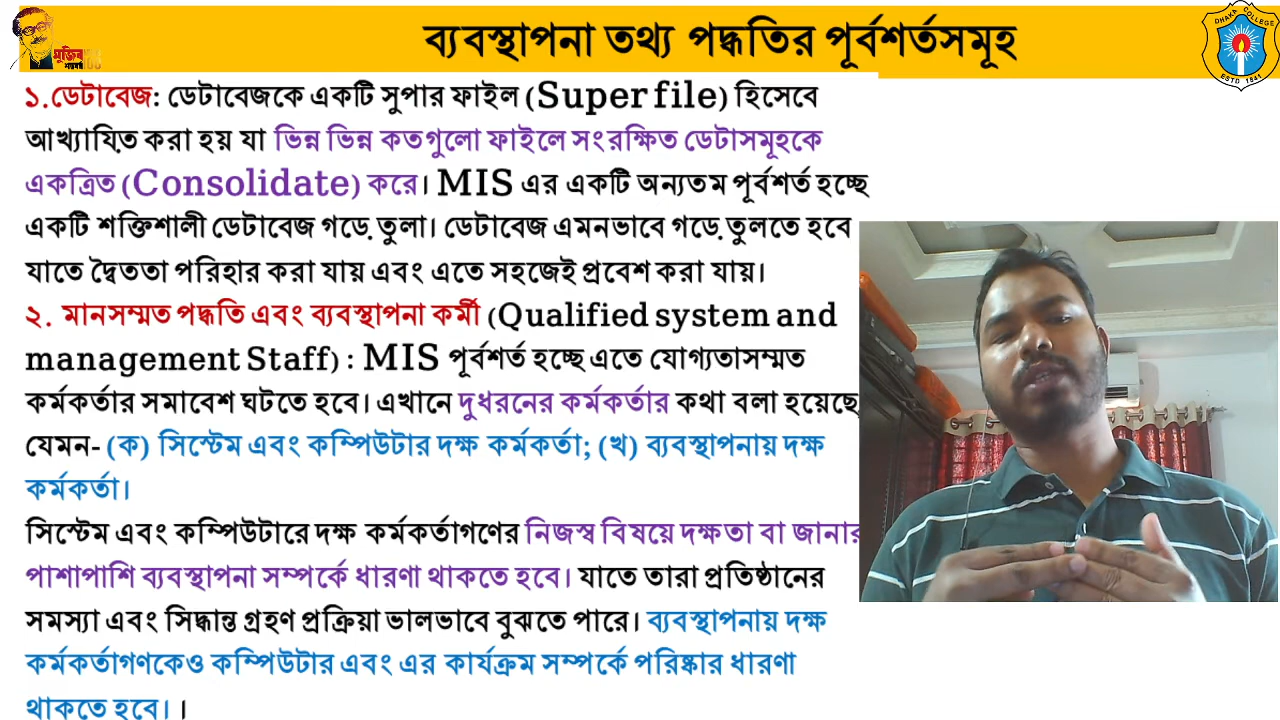 ব্যবস্থাপনা তথ্য পদ্ধতির পূর্বশর্তসমূহ
মুজিব
DHAKA COLLEGE
ESTD 1841
১.ডেটাবেজ: ডেটাবেজকে একটি সুপার ফাইল (Super file) হিসেবে
আখ্যায়িত করা হয় যা ভিন্ন ভিন্ন কতগুলো ফাইলে সংরক্ষিত ডেটাসমূহকে
একত্রিত (Consolidate) করে। MIS এর একটি অন্যতম পূর্বশর্ত হচ্ছে
একটি শক্তিশালী ডেটাবেজ গড়ে তুলা। ডেটাবেজ এমনভাবে গড়ে তুলতে হবে
যাতে দ্বৈততা পরিহার করা যায় এবং এতে সহজেই প্রবেশ করা যায়।
২. মানসম্মত পদ্ধতি এবং ব্যবস্থাপনা কর্মী (Qualified system and
management Staff) : MIS পূর্বশর্ত হচ্ছে এতে যোগ্যতাসম্মত
কর্মকর্তার সমাবেশ ঘটতে হবে। এখানে দুধরনের কর্মকর্তার কথা বলা হয়েছে,
যেমন- (ক) সিস্টেম এবং কম্পিউটার দক্ষ কর্মকর্তা; (খ) ব্যবস্থাপনায় দক্ষ
কর্মকর্তা।
সিস্টেম এবং কম্পিউটারে দক্ষ কর্মকর্তাগণের নিজস্ব বিষয়ে দক্ষতা বা জানার
পাশাপাশি ব্যবস্থাপনা সম্পর্কে ধারণা থাকতে হবে। যাতে তারা প্রতিষ্ঠানের
সমস্যা এবং সিদ্ধান্ত গ্রহণ প্রক্রিয়া ভালভাবে বুঝতে পারে। ব্যবস্থাপনায় দক্ষ
কর্মকর্তাগণকেও কম্পিউটার এবং এর কার্যক্রম সম্পর্কে পরিষ্কার ধারণা
থাকতে হবে। ।